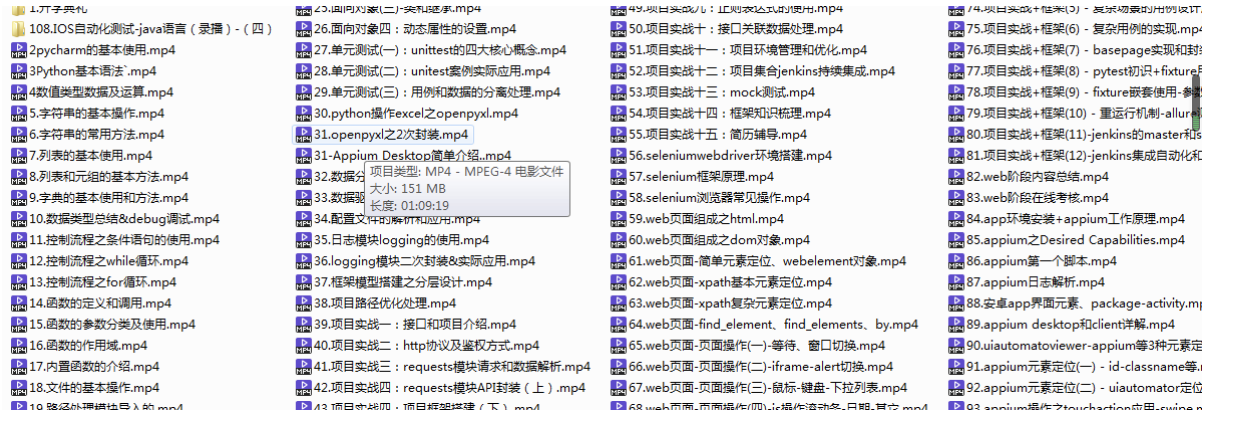 1.开学典礼
108.IOS自动化测试-java语言（录播）-（四）
2pycharm的基本使用.mp4
3Python基本语法`.mp4
4数值类型数据及运算.mp4
5.字符串的基本操作.mp4
6.字符串的常用方法.mp4
7.列表的基本使用.mp4
8.列表和元组的基本方法.mp4
9.字典的基本使用和方法.mp4
10.数据类型总结&debug调试.mp4
11.控制流程之条件语句的使用.mp4
12.控制流程之while循环.mp4
13.控制流程之for循环.mp4
14.函数的定义和调用.mp4
15.函数的参数分类及使用.mp4
16.函数的作用域.mp4
17.内置函数的介绍.mp4
18.文件的基本操作.mp4
19.路径处理模块导入的.mp4
25.面向对象(三)-类和继承.mp4
26.面向对象四：动态属性的设置.mp4
27.单元测试(一)：unittest的四大核心概念.mp4
28.单元测试(二)：unitest案例实际应用.mp4
29.单元测试(三)：用例和数据的分离处理.mp4
30.python操作excel之openpyxl.mp4
31.openpyxl之2次封装.mp4
31-Appium Desktop简单介绍..mp4
32.数据分
33.数据驱
项目类型: MP4 - MPEG-4 电影文件
大小: 151 MB
长度: 01:09:19
34.配置文件的解析和应用.mp4
35.日志模块logging的使用.mp4
36.logging模块二次封装&实际应用.mp4
37.框架模型搭建之分层设计.mp4
38.项目路径优化处理.mp4
39.项目实战一：接口和项目介绍.mp4
40.项目实战二：http协议及鉴权方式.mp4
41.项目实战三：requests模块请求和数据解析.mp4
42.项目实战四：requests模块API封装（上）.mp4
43.项目实战四：项目框架搭建（下）.mp4
49.项目实战九：正则表达式的使用.mp4
50.项目实战十：接口关联数据处理.mp4
51.项目实战十一：项目环境管理和优化.mp4
52.项目实战十二：项目集合jenkins持续集成.mp4
53.项目实战十三：mock测试.mp4
54.项目实战十四：框架知识梳理.mp4
55.项目实战十五：简历辅导.mp4
56.seleniumwebdriver环境搭建.mp4
57.selenium框架原理.mp4
58.selenium浏览器常见操作.mp4
59.web页面组成之html.mp4
60.web页面组成之dom对象.mp4
61.web页面-简单元素定位、webelement对象.mp4
62.web页面-xpath基本元素定位.mp4
63.web页面-xpath复杂元素定位.mp4
64.web页面-find_element、find_elements、by.mp4
65.web页面-页面操作(一)-等待、窗口切换.mp4
66.web页面-页面操作(二)-iframe-alert切换.mp4
67.web页面-页面操作(三)-鼠标-键盘-下拉列表.mp4
68.web页面-页面操作(四)-js操作滚动条-日期-其它.mp4
74.项目实战+框架(5) - 复杂场景的用例设计
75.项目实战+框架(6) - 复杂用例的实现.mp4
76.项目实战+框架(7) - basepage实现和封
77.项目实战+框架(8) - pytest初识+fixture
78.项目实战+框架(9) - fixture嵌套使用-参数
79.项目实战+框架(10) - 重运行机制-allure
80.项目实战+框架(11)-jenkins的master和s
81.项目实战+框架(12)-jenkins集成自动化和
82.web阶段内容总结.mp4
83.web阶段在线考核.mp4
84.app环境安装+appium工作原理.mp4
85.appium之Desired Capabilities.mp4
86.appium第一个脚本.mp4
87.appium日志解析.mp4
88.安卓app界面元素、package-activity.mp
89.appium desktop和client详解.mp4
90.uiautomatoviewer-appium等3种元素定
91.appium元素定位(一) - id-classname等.
92.appium元素定位(二) - uiautomator定位
93.appium操作之touchaction应用-swipe.m